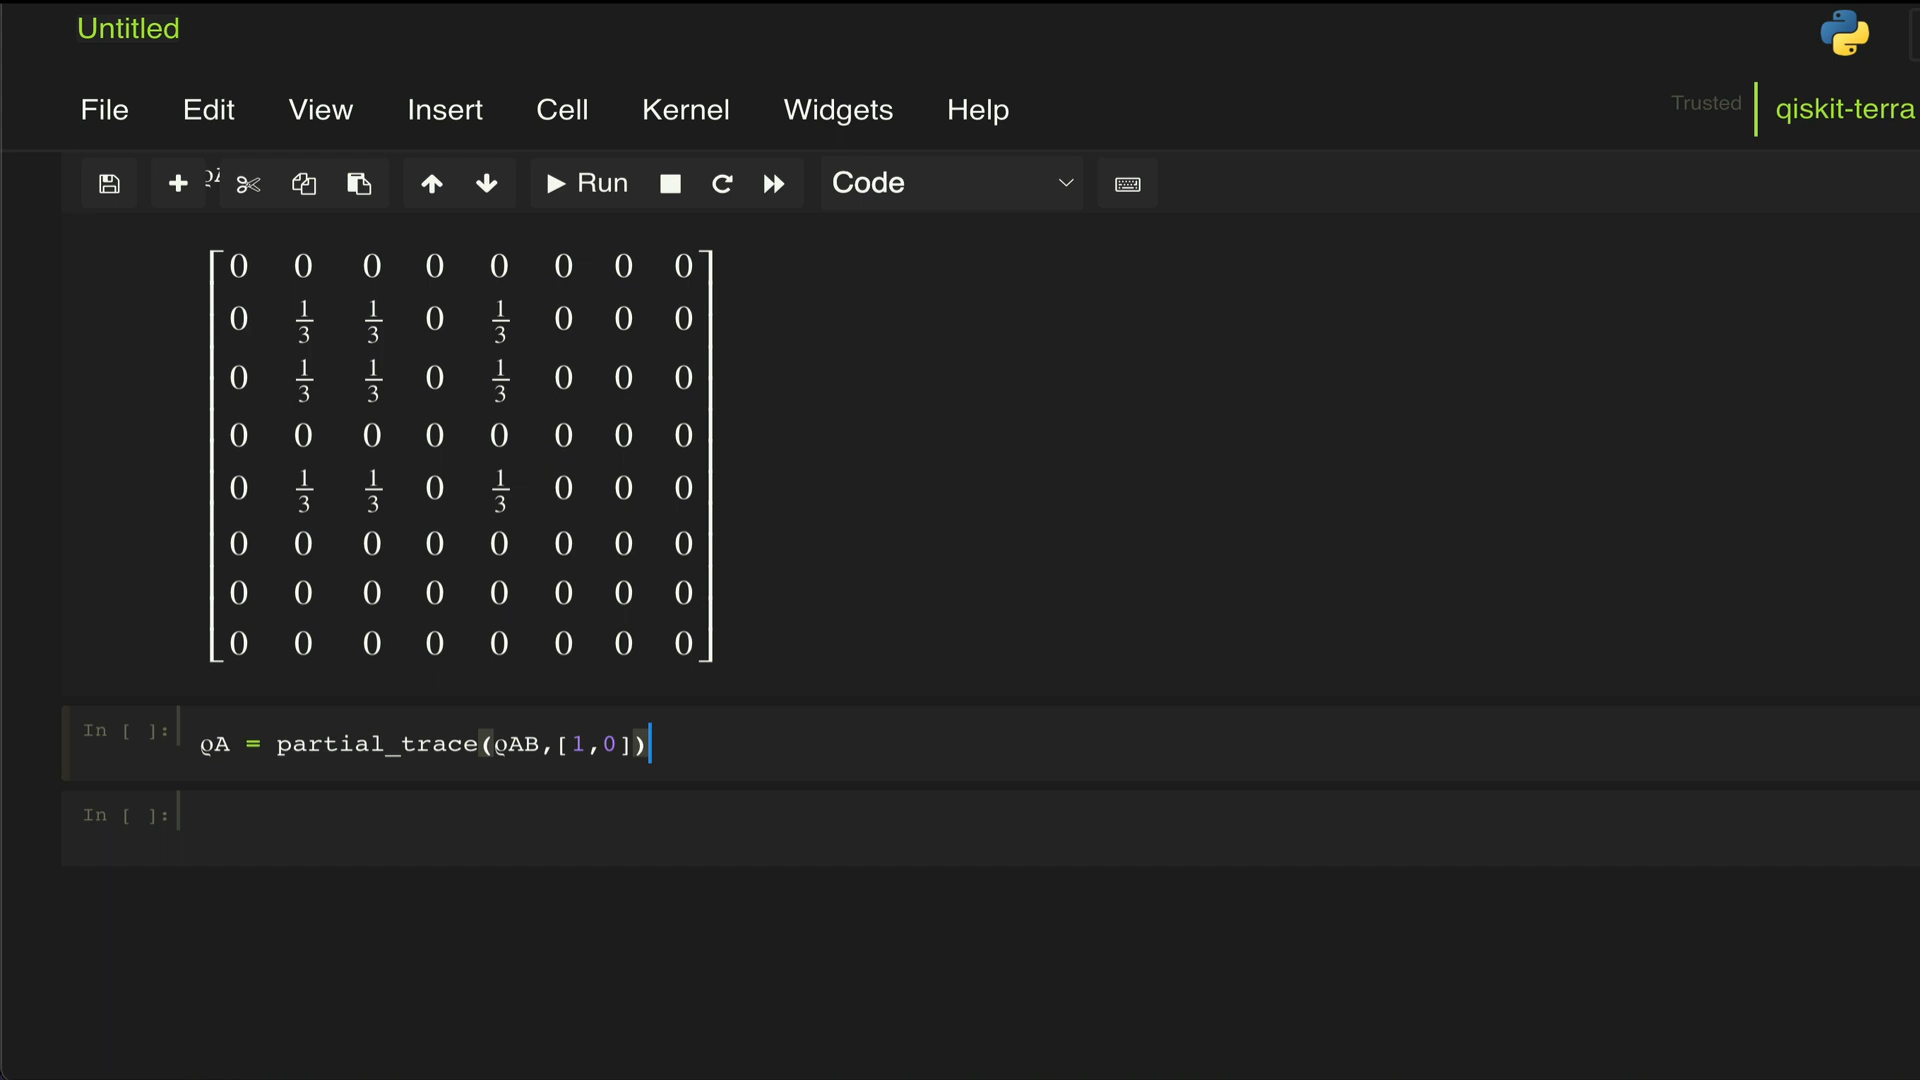 Untitled
File Edit View Insert Cell Kernel Widgets Help Trusted qiskit-terra
Run Code
0 0 0 0 0 0 0 0
0 1/3 1/3 0 1/3 0 0 0
0 1/3 1/3 0 1/3 0 0 0
0 0 0 0 0 0 0 0
0 1/3 1/3 0 1/3 0 0 0
0 0 0 0 0 0 0 0
0 0 0 0 0 0 0 0
0 0 0 0 0 0 0 0
In [ ]: ϱA = partial_trace(ϱAB,[1,0])
In [ ]: